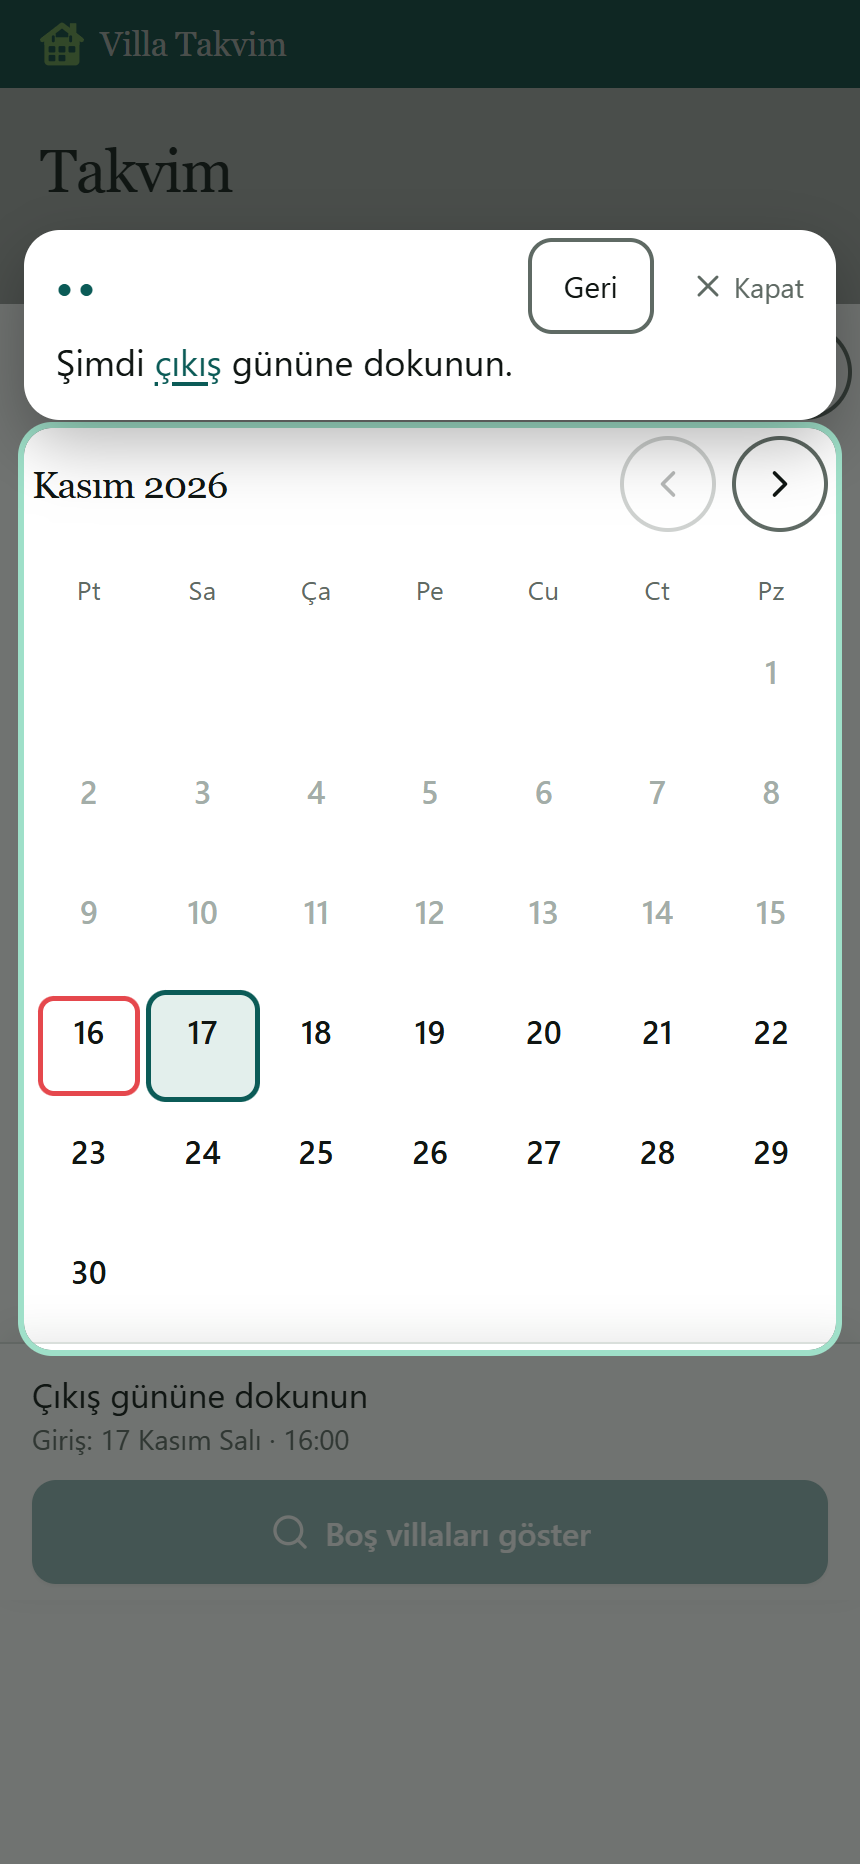 Villa Takvim
Takvim
Geri
Kapat
Şimdi çıkış gününe dokunun.
Kasım 2026
Pt Sa Ça Pe Cu Ct Pz
1
2 3 4 5 6 7 8
9 10 11 12 13 14 15
16 17 18 19 20 21 22
23 24 25 26 27 28 29
30
Çıkış gününe dokunun
Giriş: 17 Kasım Salı · 16:00
Boş villaları göster